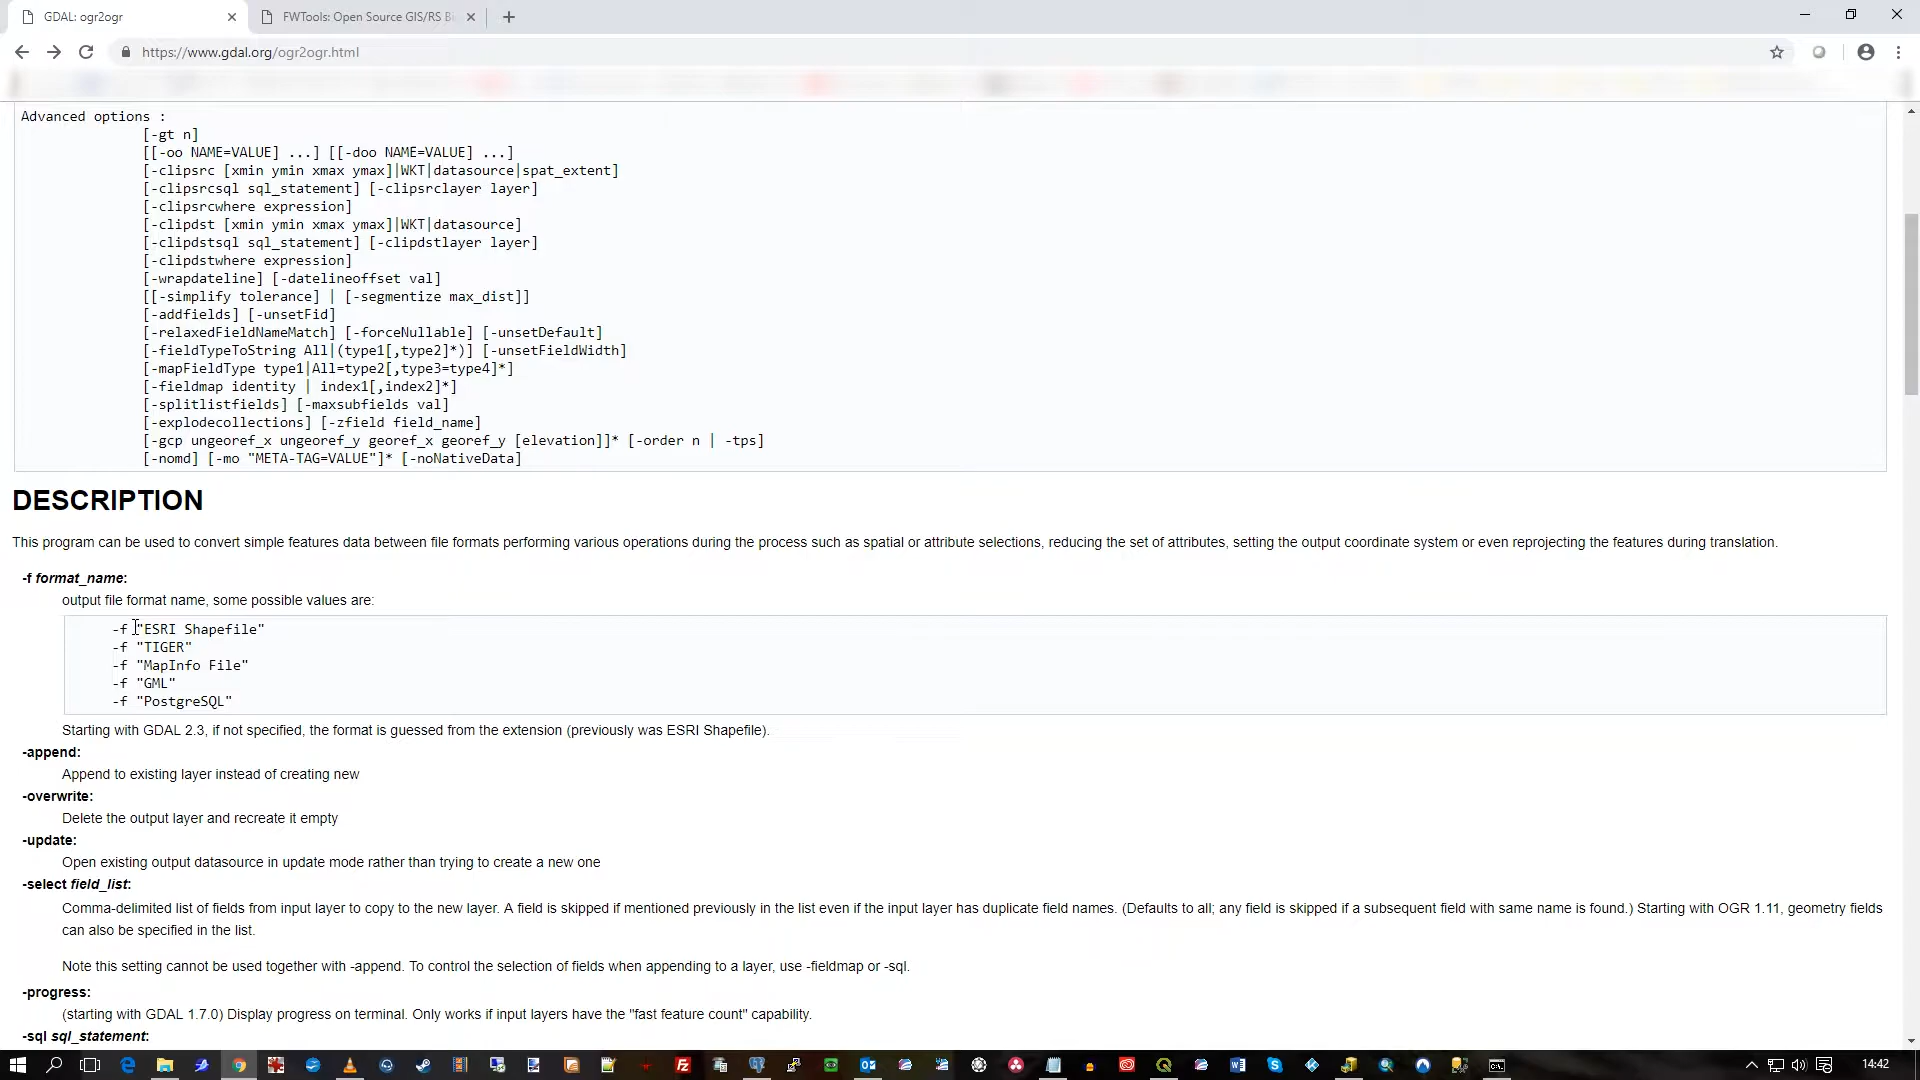 GDAL: ogr2ogr
FWTools: Open Source GIS/RS Bi
https://www.gdal.org/ogr2ogr.html
Advanced options :
[-gt n]
[[-oo NAME=VALUE] ...] [[-doo NAME=VALUE] ...]
[-clipsrc [xmin ymin xmax ymax]|WKT|datasource|spat_extent]
[-clipsrcsql sql_statement] [-clipsrclayer layer]
[-clipsrcwhere expression]
[-clipdst [xmin ymin xmax ymax]|WKT|datasource]
[-clipdstsql sql_statement] [-clipdstlayer layer]
[-clipdstwhere expression]
[-wrapdateline] [-datelineoffset val]
[[-simplify tolerance] | [-segmentize max_dist]]
[-addfields] [-unsetFid]
[-relaxedFieldNameMatch] [-forceNullable] [-unsetDefault]
[-fieldTypeToString All|(type1[,type2]*)] [-unsetFieldWidth]
[-mapFieldType type1|All=type2[,type3=type4]*]
[-fieldmap identity | index1[,index2]*]
[-splitlistfields] [-maxsubfields val]
[-explodecollections] [-zfield field_name]
[-gcp ungeoref_x ungeoref_y georef_x georef_y [elevation]]* [-order n | -tps]
[-nomd] [-mo "META-TAG=VALUE"]* [-noNativeData]
DESCRIPTION
This program can be used to convert simple features data between file formats performing various operations during the process such as spatial or attribute selections, reducing the set of attributes, setting the output coordinate system or even reprojecting the features during translation.
-f format_name:
output file format name, some possible values are:
-f "ESRI Shapefile"
-f "TIGER"
-f "MapInfo File"
-f "GML"
-f "PostgreSQL"
Starting with GDAL 2.3, if not specified, the format is guessed from the extension (previously was ESRI Shapefile).
-append:
Append to existing layer instead of creating new
-overwrite:
Delete the output layer and recreate it empty
-update:
Open existing output datasource in update mode rather than trying to create a new one
-select field_list:
Comma-delimited list of fields from input layer to copy to the new layer. A field is skipped if mentioned previously in the list even if the input layer has duplicate field names. (Defaults to all; any field is skipped if a subsequent field with same name is found.) Starting with OGR 1.11, geometry fields
can also be specified in the list.
Note this setting cannot be used together with -append. To control the selection of fields when appending to a layer, use -fieldmap or -sql.
-progress:
(starting with GDAL 1.7.0) Display progress on terminal. Only works if input layers have the "fast feature count" capability.
-sql sql_statement:
14:42